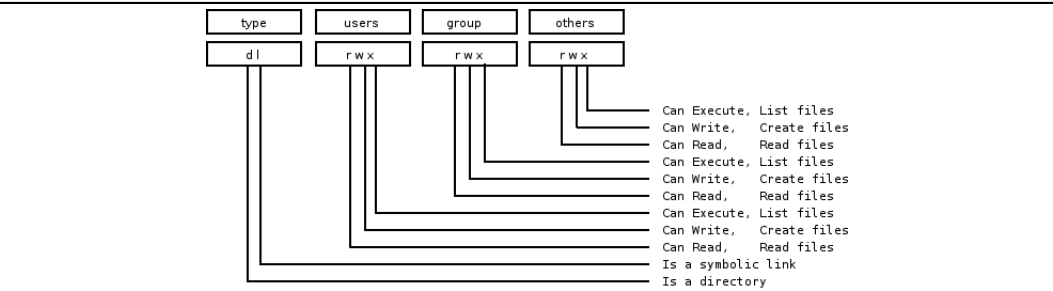 type users group others
d l r w x r w x r w x
Can Execute, List files
Can Write, Create files
Can Read, Read files
Can Execute, List files
Can Write, Create files
Can Read, Read files
Can Execute, List files
Can Write, Create files
Can Read, Read files
Is a symbolic link
Is a directory